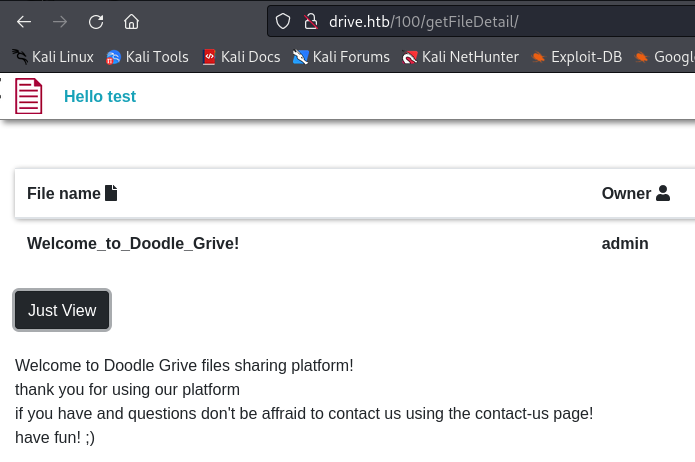 drive.htb/100/getFileDetail/
Kali Linux Kali Tools Kali Docs Kali Forums Kali NetHunter Exploit-DB
Hello test
File name Owner
Welcome_to_Doodle_Grive! admin
Just View
Welcome to Doodle Grive files sharing platform!
thank you for using our platform
if you have and questions don't be affraid to contact us using the contact-us page!
have fun! ;)